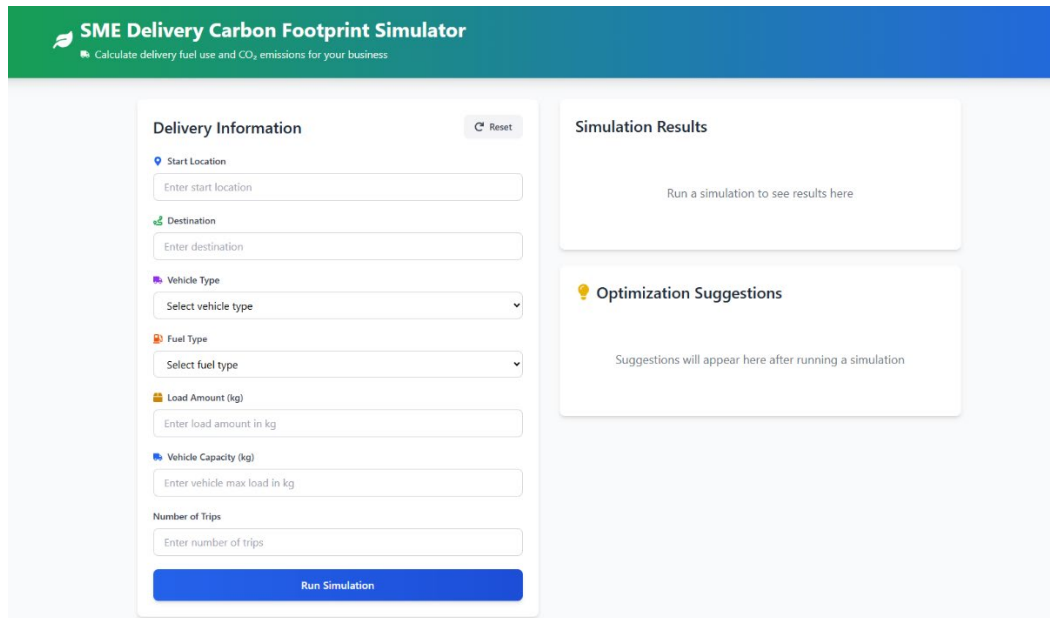 SME Delivery Carbon Footprint Simulator
Calculate delivery fuel use and CO₂ emissions for your business
Delivery Information
Reset
Start Location
Enter start location
Destination
Enter destination
Vehicle Type
Select vehicle type
Fuel Type
Select fuel type
Load Amount (kg)
Enter load amount in kg
Vehicle Capacity (kg)
Enter vehicle max load in kg
Number of Trips
Enter number of trips
Run Simulation
Simulation Results
Run a simulation to see results here
Optimization Suggestions
Suggestions will appear here after running a simulation